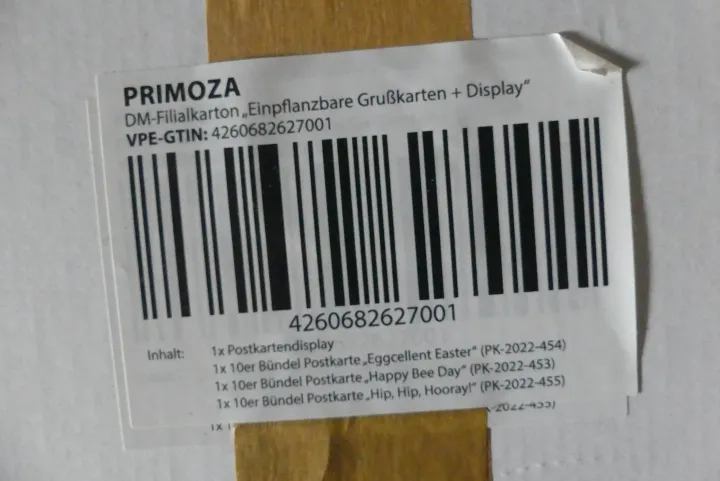 PRIMOZA
DM-Filialkarton „Einpflanzbare Grußkarten + Display“
VPE-GTIN: 4260682627001
4260682627001
Inhalt: 1x Postkartendisplay
1x 10er Bündel Postkarte „Eggcellent Easter“ (PK-2022-454)
1x 10er Bündel Postkarte „Happy Bee Day“ (PK-2022-453)
1x 10er Bündel Postkarte „Hip, Hip, Hooray!“ (PK-2022-455)